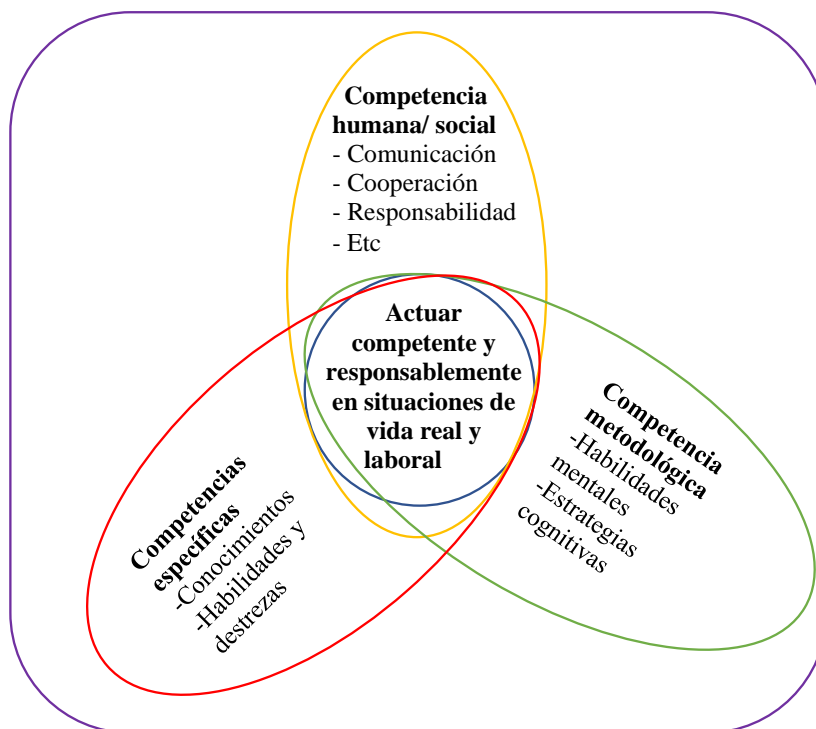 Competencia
humana/ social
- Comunicación
- Cooperación
- Responsabilidad
- Etc
Actuar
competente y
responsablemente
en situaciones de
vida real y
laboral
Competencias
específicas
-Conocimientos
-Habilidades y
destrezas
Competencia
metodológica
-Habilidades
mentales
-Estrategias
cognitivas